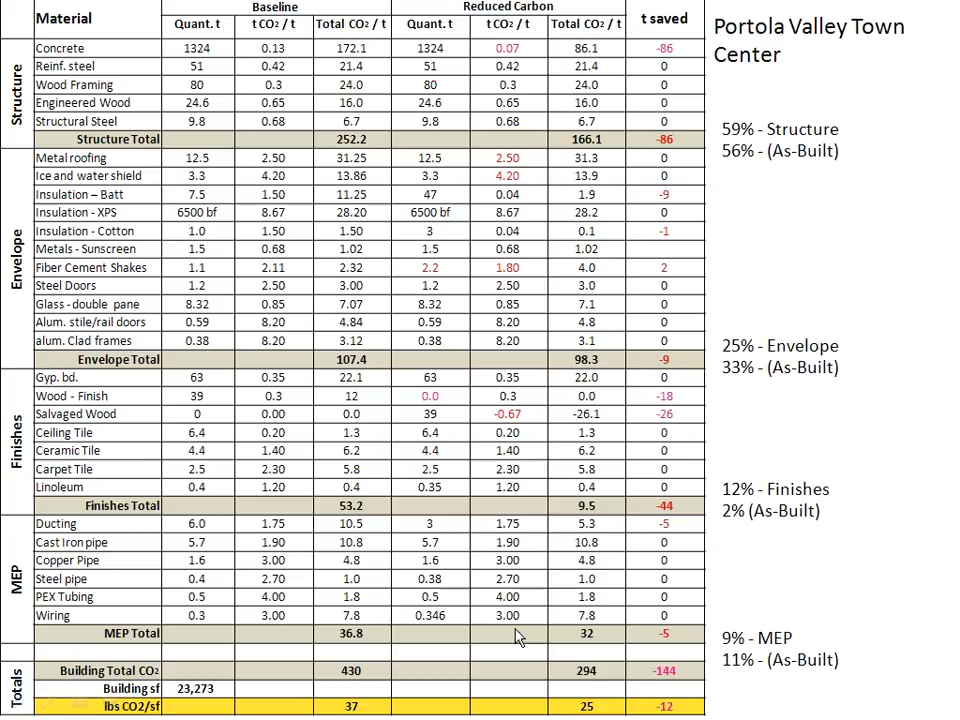 Baseline Reduced Carbon
Material Quant. t t CO2 / t Total CO2 / t Quant. t t CO2 / t Total CO2 / t t saved
Structure
Concrete 1324 0.13 172.1 1324 0.07 86.1 -86
Reinf. steel 51 0.42 21.4 51 0.42 21.4 0
Wood Framing 80 0.3 24.0 80 0.3 24.0 0
Engineered Wood 24.6 0.65 16.0 24.6 0.65 16.0 0
Structural Steel 9.8 0.68 6.7 9.8 0.68 6.7 0
Structure Total 252.2 166.1 -86
Envelope
Metal roofing 12.5 2.50 31.25 12.5 2.50 31.3 0
Ice and water shield 3.3 4.20 13.86 3.3 4.20 13.9 0
Insulation – Batt 7.5 1.50 11.25 47 0.04 1.9 -9
Insulation - XPS 6500 bf 8.67 28.20 6500 bf 8.67 28.2 0
Insulation - Cotton 1.0 1.50 1.50 3 0.04 0.1 -1
Metals - Sunscreen 1.5 0.68 1.02 1.5 0.68 1.02 0
Fiber Cement Shakes 1.1 2.11 2.32 2.2 1.80 4.0 2
Steel Doors 1.2 2.50 3.00 1.2 2.50 3.0 0
Glass - double pane 8.32 0.85 7.07 8.32 0.85 7.1 0
Alum. stile/rail doors 0.59 8.20 4.84 0.59 8.20 4.8 0
alum. Clad frames 0.38 8.20 3.12 0.38 8.20 3.1 0
Envelope Total 107.4 98.3 -9
Finishes
Gyp. bd. 63 0.35 22.1 63 0.35 22.0 0
Wood - Finish 39 0.3 12 0.0 0.3 0.0 -18
Salvaged Wood 0 0.00 0.0 39 -0.67 -26.1 -26
Ceiling Tile 6.4 0.20 1.3 6.4 0.20 1.3 0
Ceramic Tile 4.4 1.40 6.2 4.4 1.40 6.2 0
Carpet Tile 2.5 2.30 5.8 2.5 2.30 5.8 0
Linoleum 0.4 1.20 0.4 0.35 1.20 0.4 0
Finishes Total 53.2 9.5 -44
MEP
Ducting 6.0 1.75 10.5 3 1.75 5.3 -5
Cast Iron pipe 5.7 1.90 10.8 5.7 1.90 10.8 0
Copper Pipe 1.6 3.00 4.8 1.6 3.00 4.8 0
Steel pipe 0.4 2.70 1.0 0.38 2.70 1.0 0
PEX Tubing 0.5 4.00 1.8 0.5 4.00 1.8 0
Wiring 0.3 3.00 7.8 0.346 3.00 7.8 0
MEP Total 36.8 32 -5
Totals
Building Total CO2 430 294 -144
Building sf 23,273
lbs CO2/sf 37 25 -12
Portola Valley Town
Center
59% - Structure
56% - (As-Built)
25% - Envelope
33% - (As-Built)
12% - Finishes
2% (As-Built)
9% - MEP
11% - (As-Built)